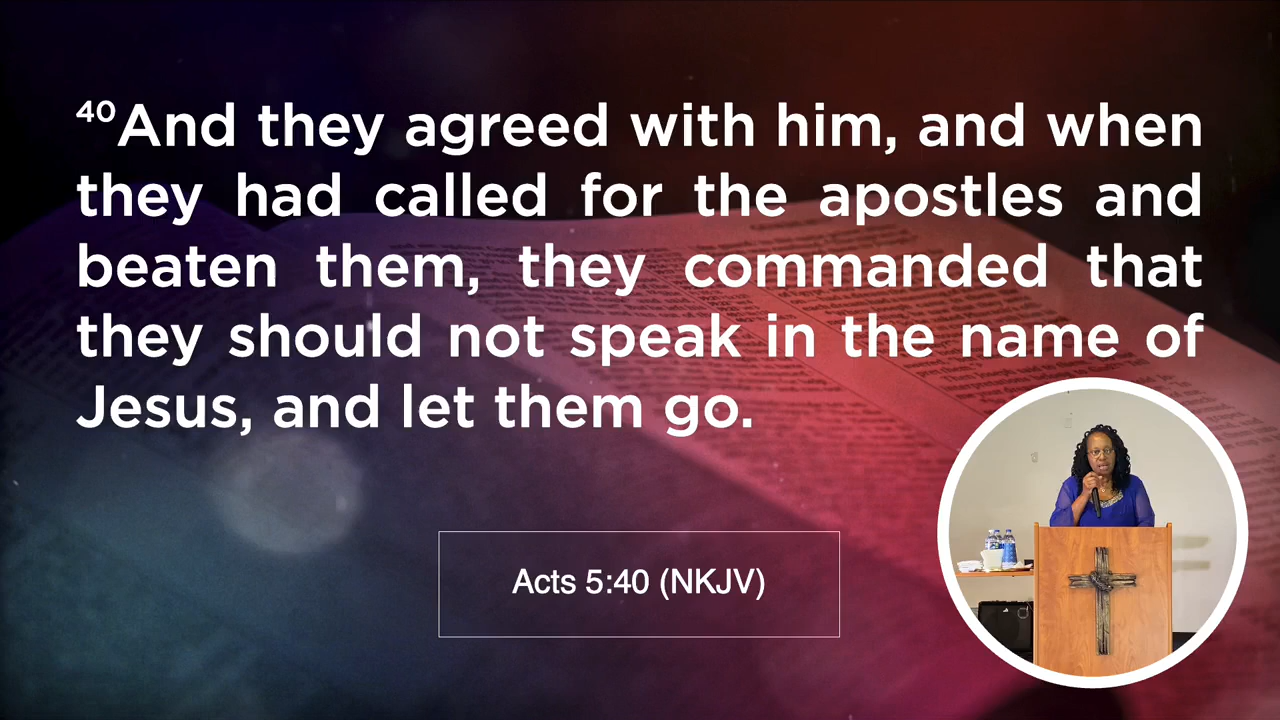 40And they agreed with him, and when
they had called for the apostles and
beaten them, they commanded that
they should not speak in the name of
Jesus, and let them go.
Acts 5:40 (NKJV)